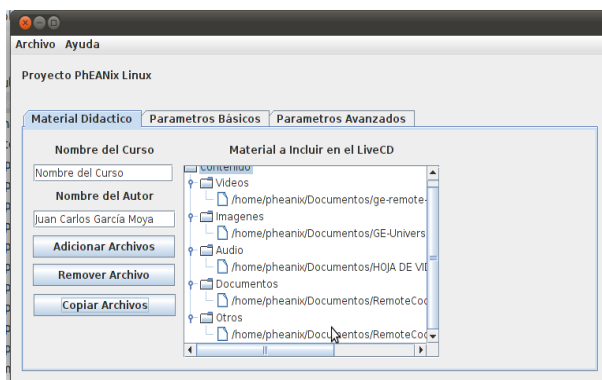 Archivo Ayuda
Proyecto PhEANix Linux
Material Didactico Parametros Básicos Parametros Avanzados
Nombre del Curso
Nombre del Curso
Nombre del Autor
Juan Carlos García Moya
Adicionar Archivos
Remover Archivo
Copiar Archivos
Material a Incluir en el LiveCD
Contenido
Videos
/home/pheanix/Documentos/ge-remote-
Imagenes
/home/pheanix/Documentos/GE-Univers
Audio
/home/pheanix/Documentos/HOJA DE VI
Documentos
/home/pheanix/Documentos/RemoteCoo
Otros
/home/pheanix/Documentos/RemoteCoo